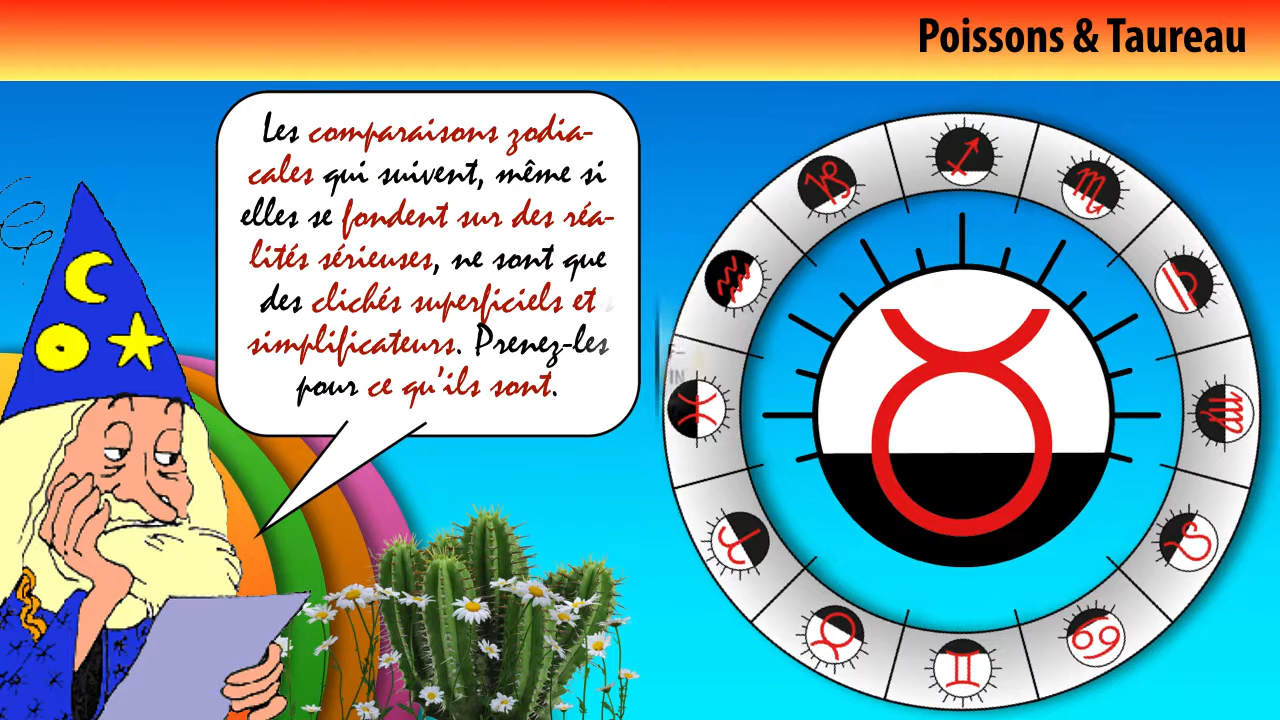 Poissons & Taureau
Les comparaisons zodia-
cales qui suivent, même si
elles se fondent sur des réa-
lités sérieuses, ne sont que
des clichés superficiels et
simplificateurs. Prenez-les
pour ce qu'ils sont.